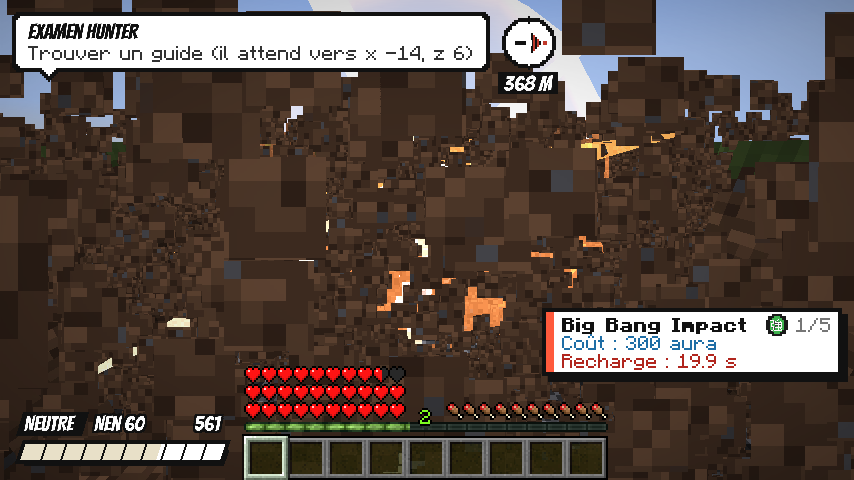 EXAMEN HUNTER
Trouver un guide (il attend vers x -14, z 6)
368 M
Big Bang Impact 1/5
Coût : 300 aura
Recharge : 19.9 s
2
NEUTRE NEN 60 561